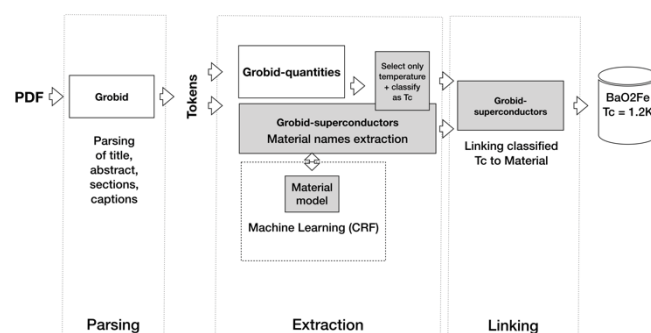 PDF
Grobid
Parsing
of title,
abstract,
sections,
captions
Tokens
Grobid-quantities
Select only
temperature
+ classify
as Tc
Grobid-superconductors
Material names extraction
Material
model
Machine Learning (CRF)
Grobid-
superconductors
Linking classified
Tc to Material
BaO2Fe
Tc = 1.2K
Parsing
Extraction
Linking